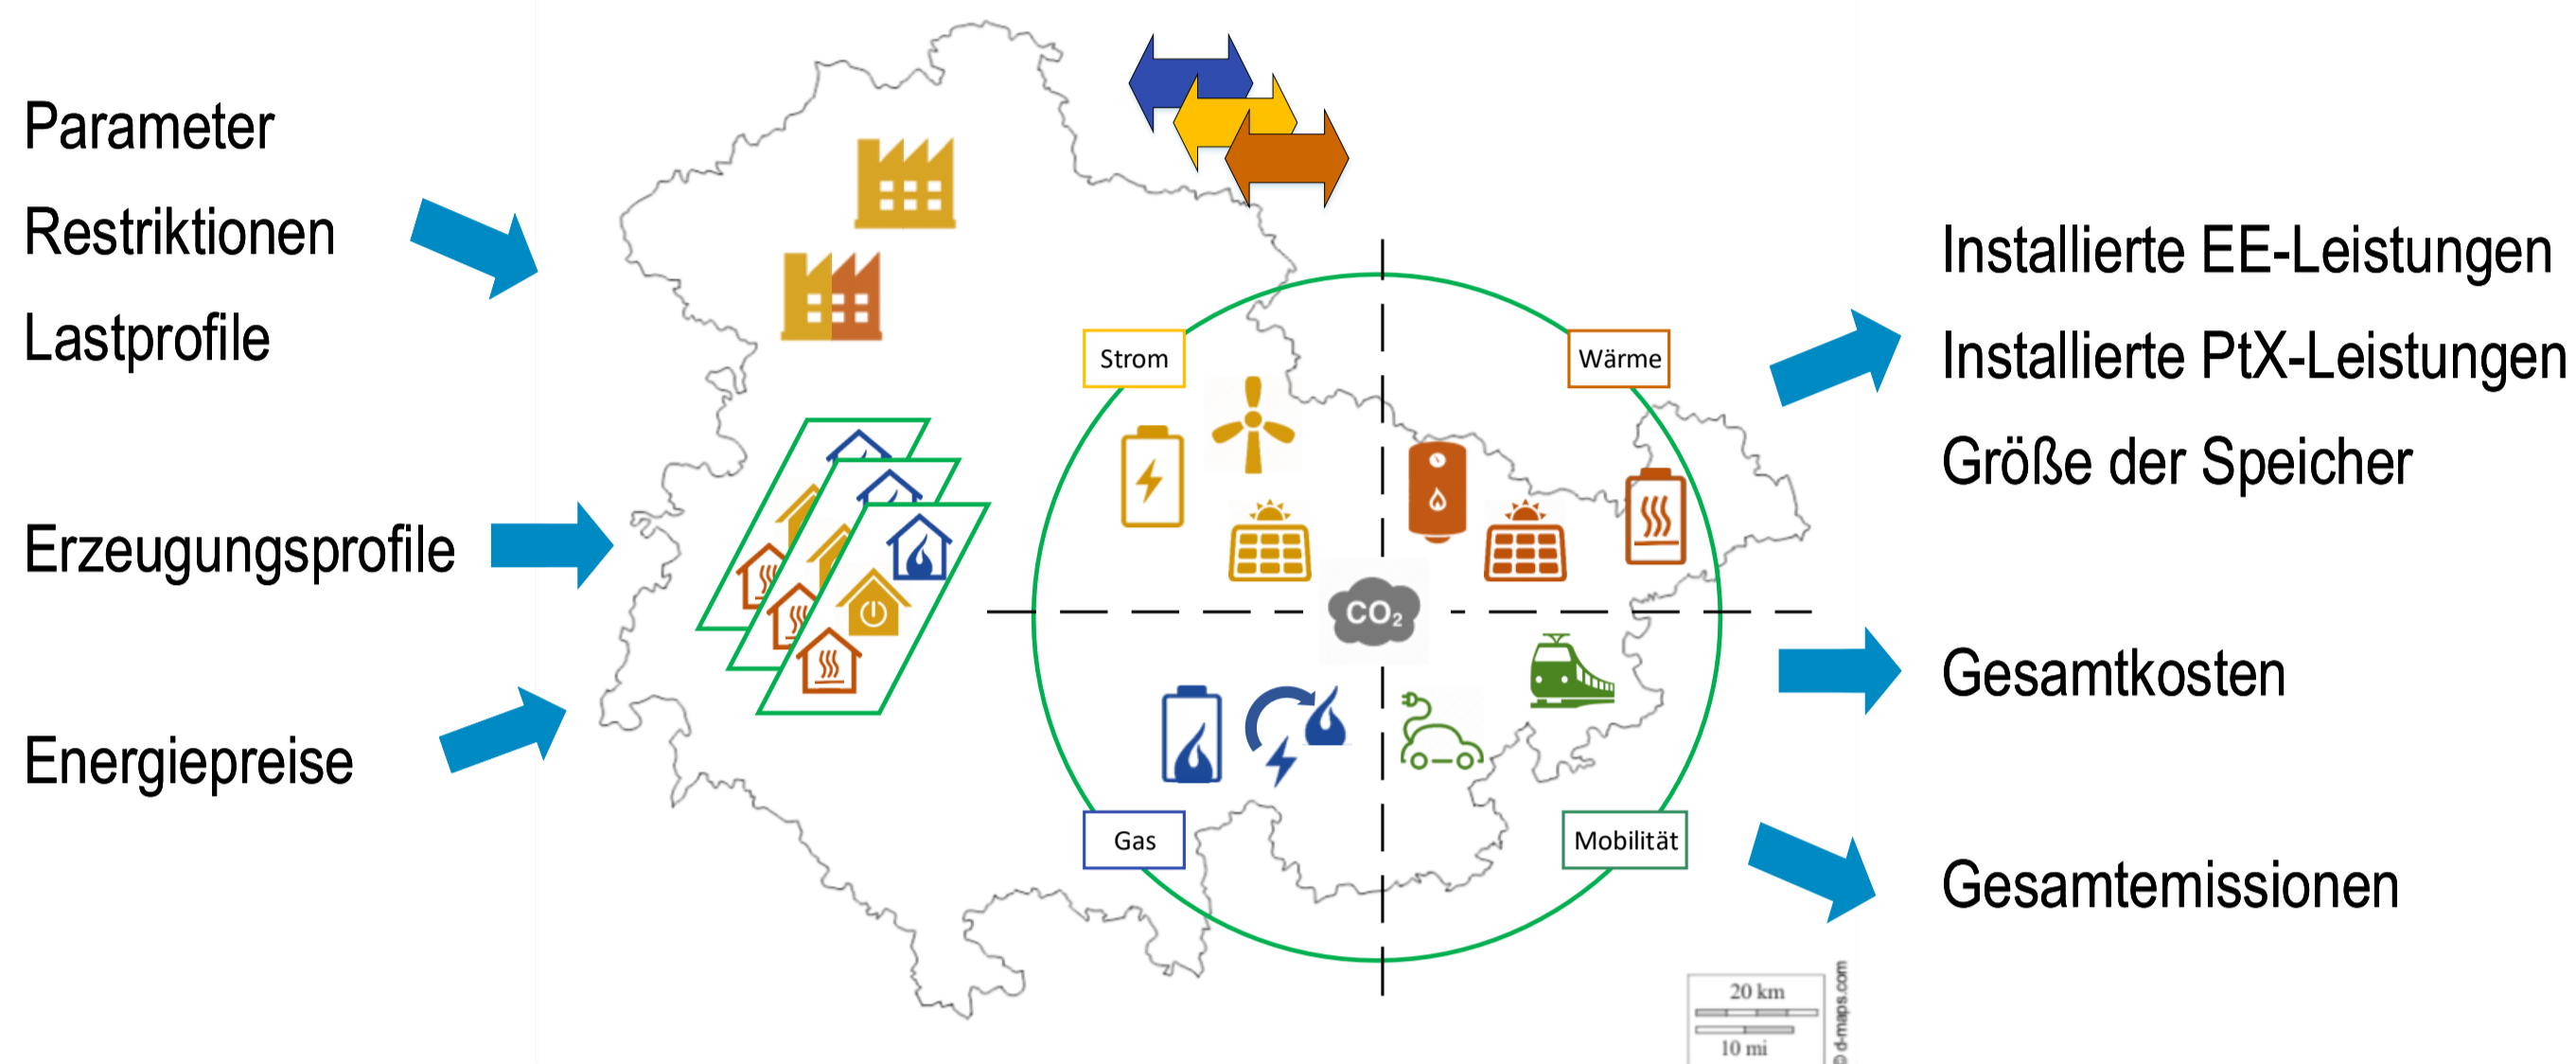 Parameter
Restriktionen
Lastprofile
Erzeugungsprofile
Energiepreise
Strom
Wärme
CO₂
Gas
Mobilität
Installierte EE-Leistungen
Installierte PtX-Leistungen
Größe der Speicher
Gesamtkosten
Gesamtemissionen
20 km
10 mi
© d-maps.com